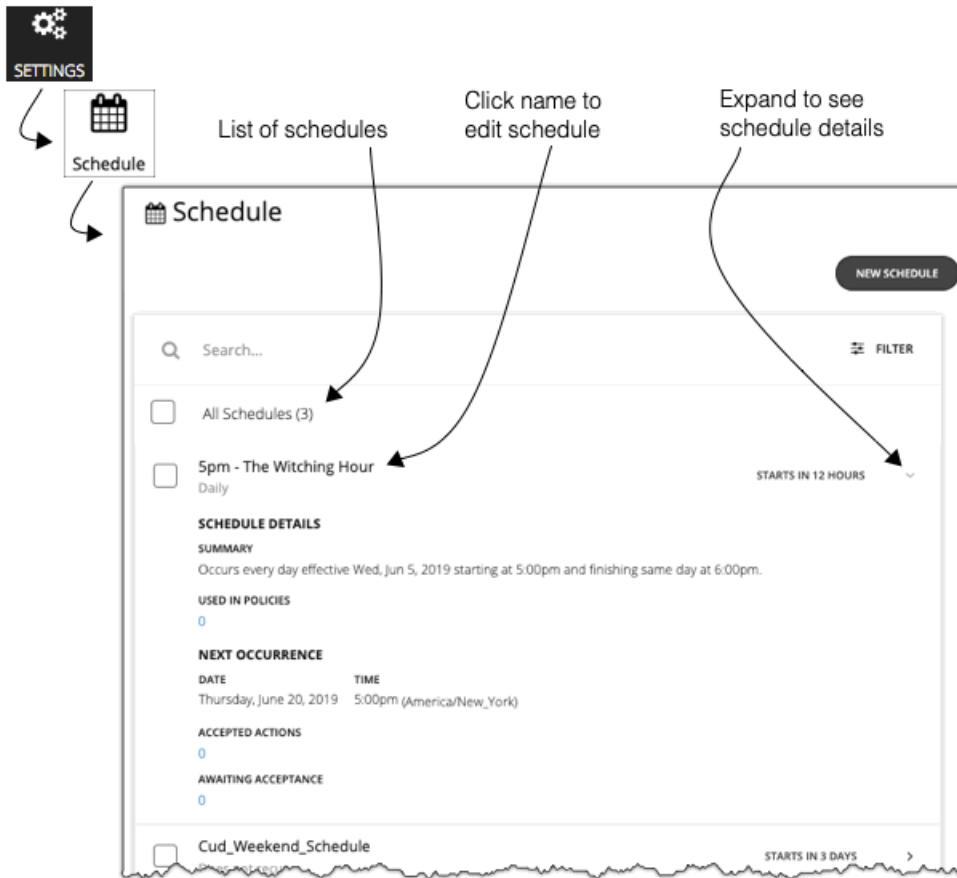 SETTINGS
Schedule
List of schedules
Click name to
edit schedule
Expand to see
schedule details
Schedule
NEW SCHEDULE
Search...
FILTER
All Schedules (3)
5pm - The Witching Hour
STARTS IN 12 HOURS
Daily
SCHEDULE DETAILS
SUMMARY
Occurs every day effective Wed, Jun 5, 2019 starting at 5:00pm and finishing same day at 6:00pm.
USED IN POLICIES
0
NEXT OCCURRENCE
DATE TIME
Thursday, June 20, 2019 5:00pm (America/New_York)
ACCEPTED ACTIONS
0
AWAITING ACCEPTANCE
0
Cud_Weekend_Schedule
STARTS IN 3 DAYS